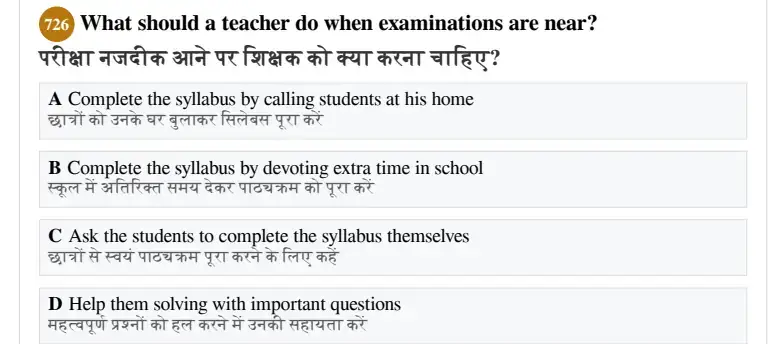 726 What should a teacher do when examinations are near?
परीक्षा नजदीक आने पर शिक्षक को क्या करना चाहिए?
A Complete the syllabus by calling students at his home
छात्रों को उनके घर बुलाकर सिलेबस पूरा करें
B Complete the syllabus by devoting extra time in school
स्कूल में अतिरिक्त समय देकर पाठ्यक्रम को पूरा करें
C Ask the students to complete the syllabus themselves
छात्रों से स्वयं पाठ्यक्रम पूरा करने के लिए कहें
D Help them solving with important questions
महत्वपूर्ण प्रश्नों को हल करने में उनकी सहायता करें